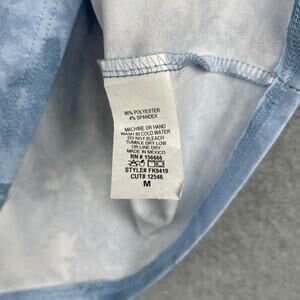 96% POLYESTER
4% SPANDEX
MACHINE OR HAND
WASH IN COLD WATER
DO NOT BLEACH
TUMBLE DRY LOW
OR LINE DRY
MADE IN MEXICO
RN # 156666
STYLE# FK9419
CUT# 12546
M